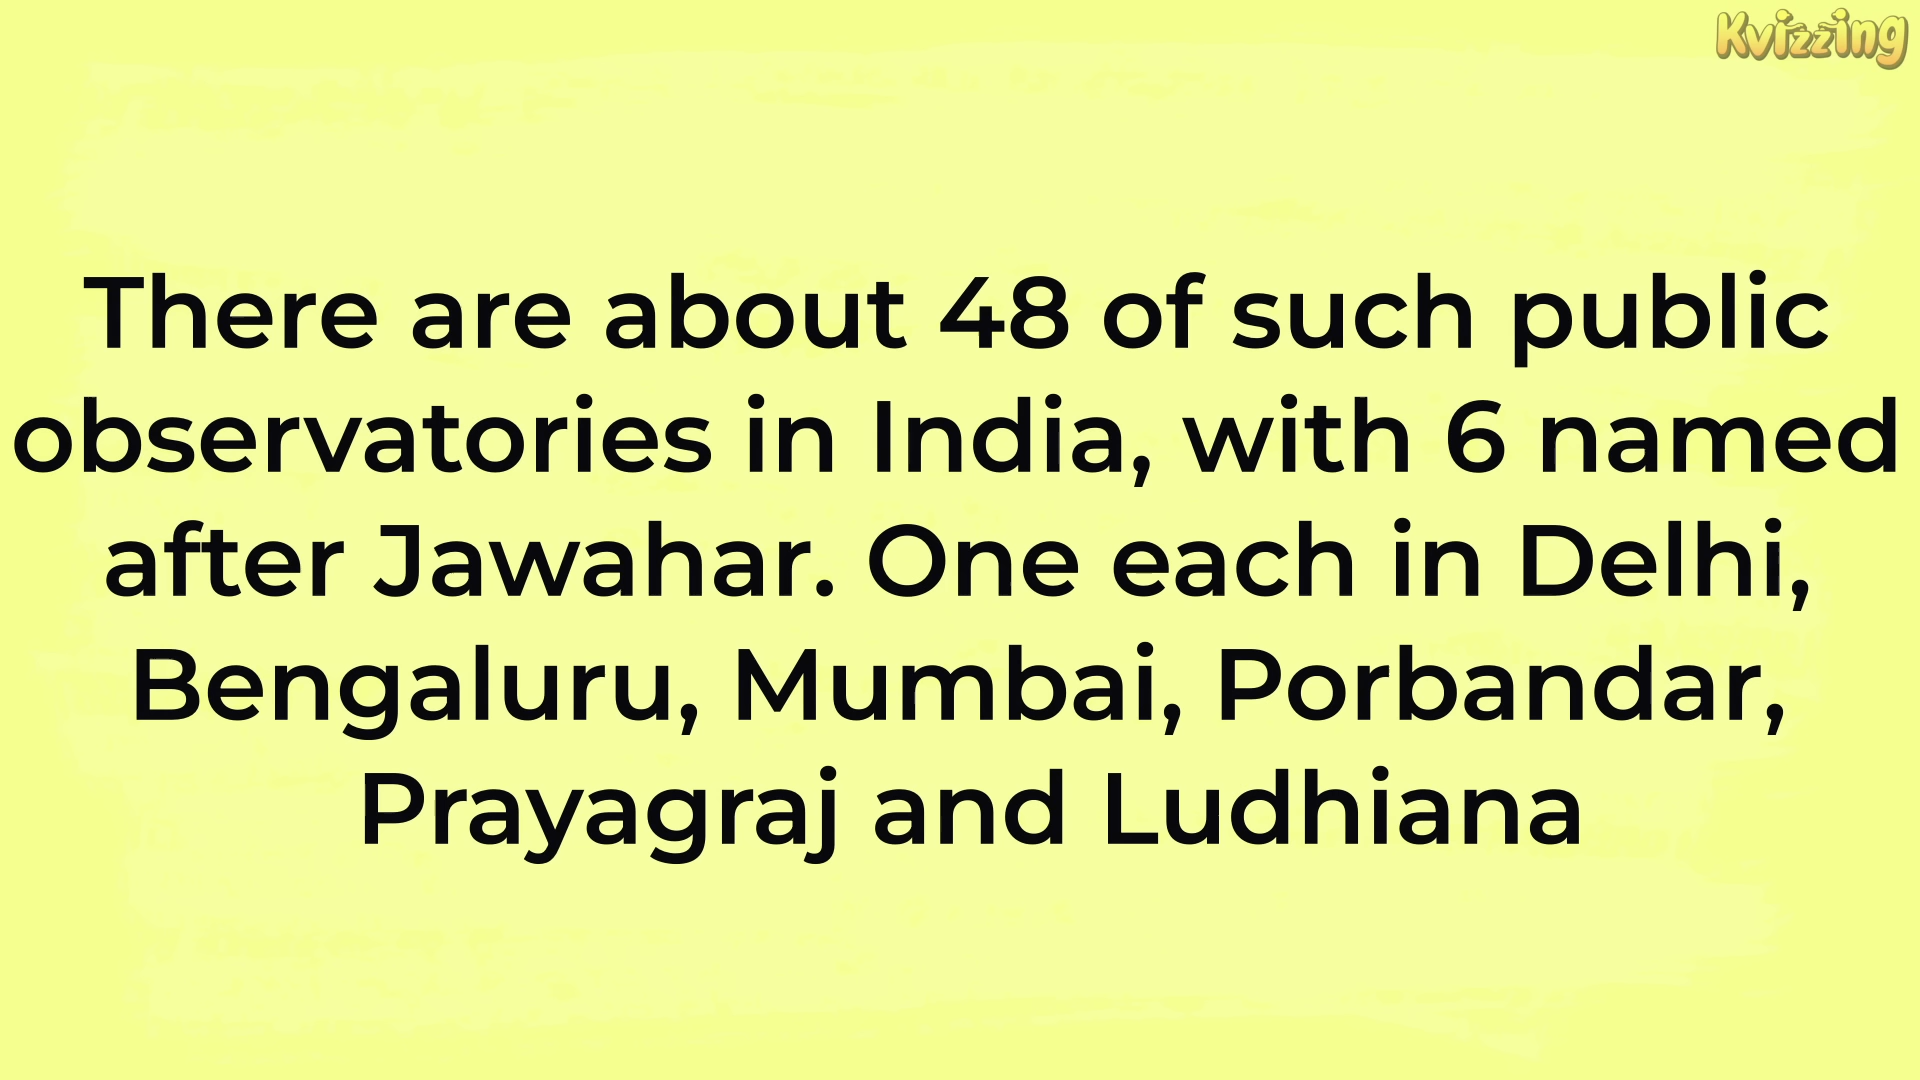 Kvizzing
There are about 48 of such public
observatories in India, with 6 named
after Jawahar. One each in Delhi,
Bengaluru, Mumbai, Porbandar,
Prayagraj and Ludhiana